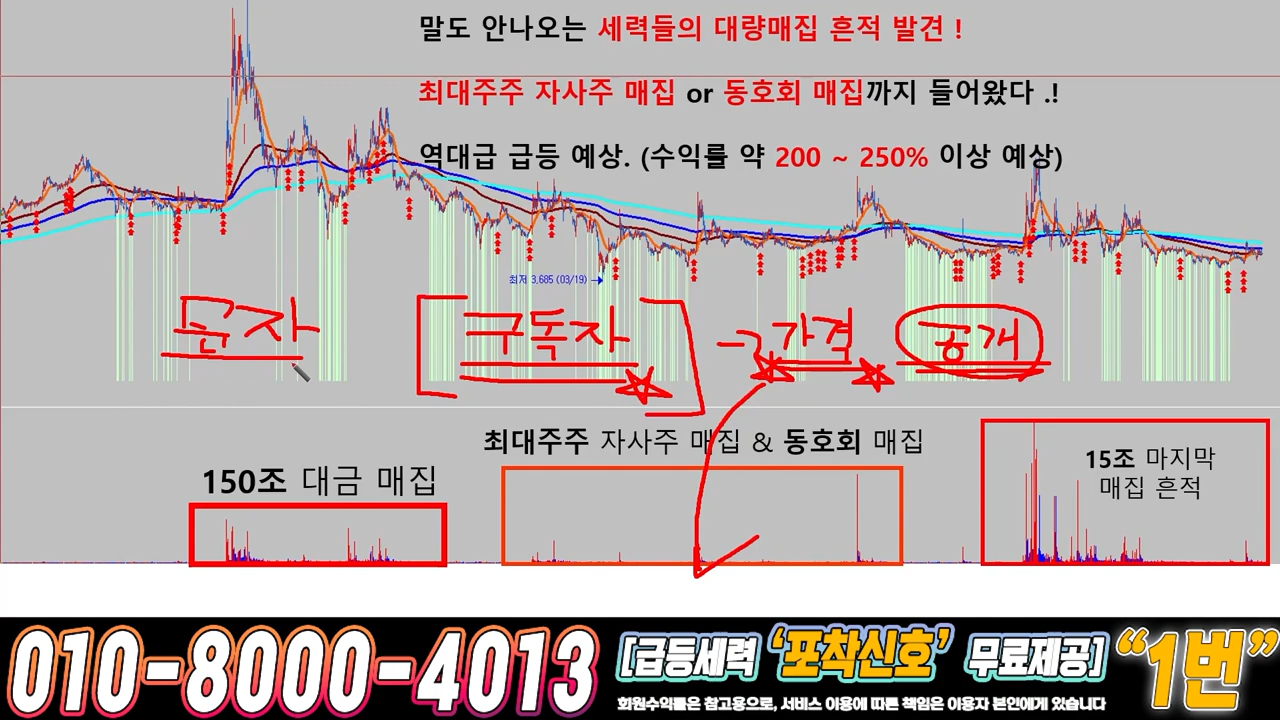 말도 안나오는 세력들의 대량매집 흔적 발견 !
최대주주 자사주 매집 or 동호회 매집까지 들어왔다 .!
역대급 급등 예상. (수익률 약 200 ~ 250% 이상 예상)
최저 3,685 (03/19)
문자 구독자 가격 공개
최대주주 자사주 매집 & 동호회 매집
150조 대금 매집
15조 마지막
매집 흔적
010-8000-4013
[급등세력 ‘포착신호’ 무료제공] “1번”
회원수익률은 참고용으로, 서비스 이용에 따른 책임은 이용자 본인에게 있습니다